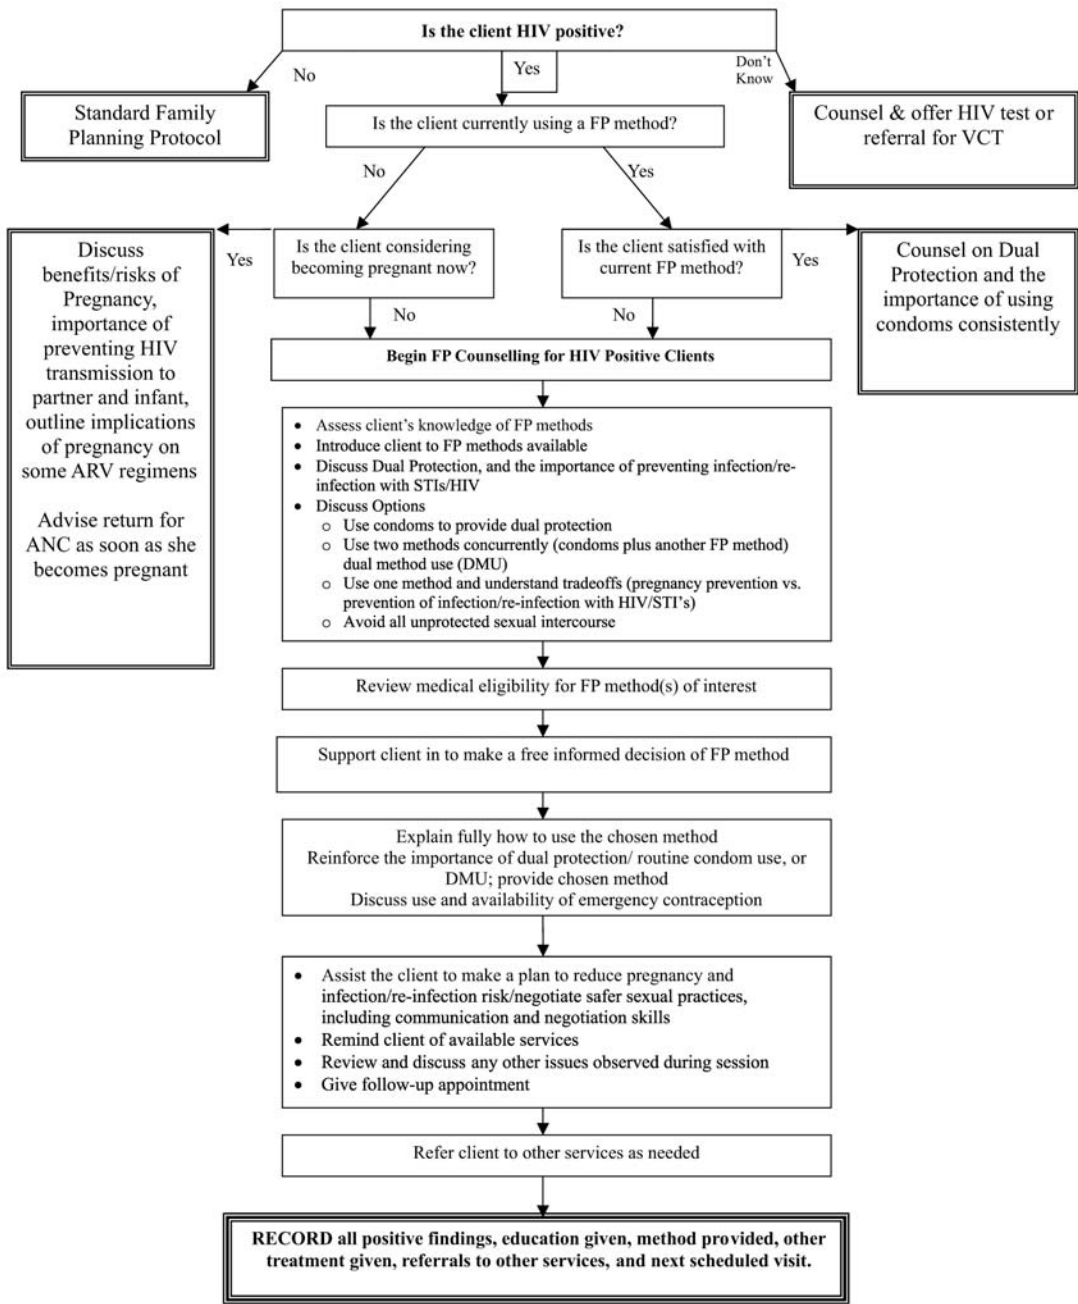 Is the client HIV positive?
No
Yes
Don't
Know
Standard Family
Planning Protocol
Is the client currently using a FP method?
Counsel & offer HIV test or
referral for VCT
No
Yes
Discuss
benefits/risks of
Pregnancy,
importance of
preventing HIV
transmission to
partner and infant,
outline implications
of pregnancy on
some ARV regimens
Advise return for
ANC as soon as she
becomes pregnant
Yes
Is the client considering
becoming pregnant now?
Is the client satisfied with
current FP method?
Yes
Counsel on Dual
Protection and the
importance of using
condoms consistently
No
No
Begin FP Counselling for HIV Positive Clients
• Assess client's knowledge of FP methods
• Introduce client to FP methods available
• Discuss Dual Protection, and the importance of preventing infection/re-
infection with STIs/HIV
• Discuss Options
o Use condoms to provide dual protection
o Use two methods concurrently (condoms plus another FP method)
dual method use (DMU)
o Use one method and understand tradeoffs (pregnancy prevention vs.
prevention of infection/re-infection with HIV/STI's)
o Avoid all unprotected sexual intercourse
Review medical eligibility for FP method(s) of interest
Support client in to make a free informed decision of FP method
Explain fully how to use the chosen method
Reinforce the importance of dual protection/ routine condom use, or
DMU; provide chosen method
Discuss use and availability of emergency contraception
• Assist the client to make a plan to reduce pregnancy and
infection/re-infection risk/negotiate safer sexual practices,
including communication and negotiation skills
• Remind client of available services
• Review and discuss any other issues observed during session
• Give follow-up appointment
Refer client to other services as needed
RECORD all positive findings, education given, method provided, other
treatment given, referrals to other services, and next scheduled visit.